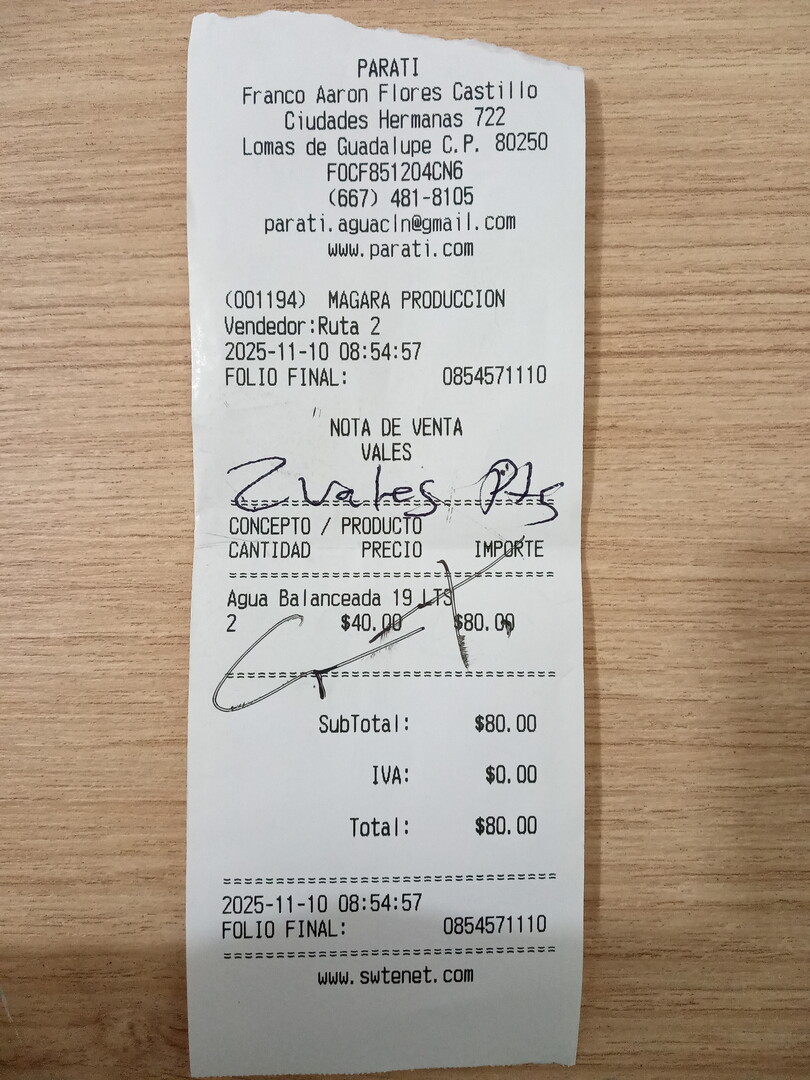 PARATI
Franco Aaron Flores Castillo
Ciudades Hermanas 722
Lomas de Guadalupe C.P. 80250
FOCF851204CN6
(667) 481-8105
parati.aguacln@gmail.com
www.parati.com
(001194) MAGARA PRODUCCION
Vendedor:Ruta 2
2025-11-10 08:54:57
FOLIO FINAL: 0854571110
NOTA DE VENTA
VALES
2 vales
CONCEPTO / PRODUCTO
CANTIDAD PRECIO IMPORTE
Agua Balanceada 19 LTS
2 $40.00 $80.00
SubTotal: $80.00
IVA: $0.00
Total: $80.00
2025-11-10 08:54:57
FOLIO FINAL: 0854571110
www.swtenet.com